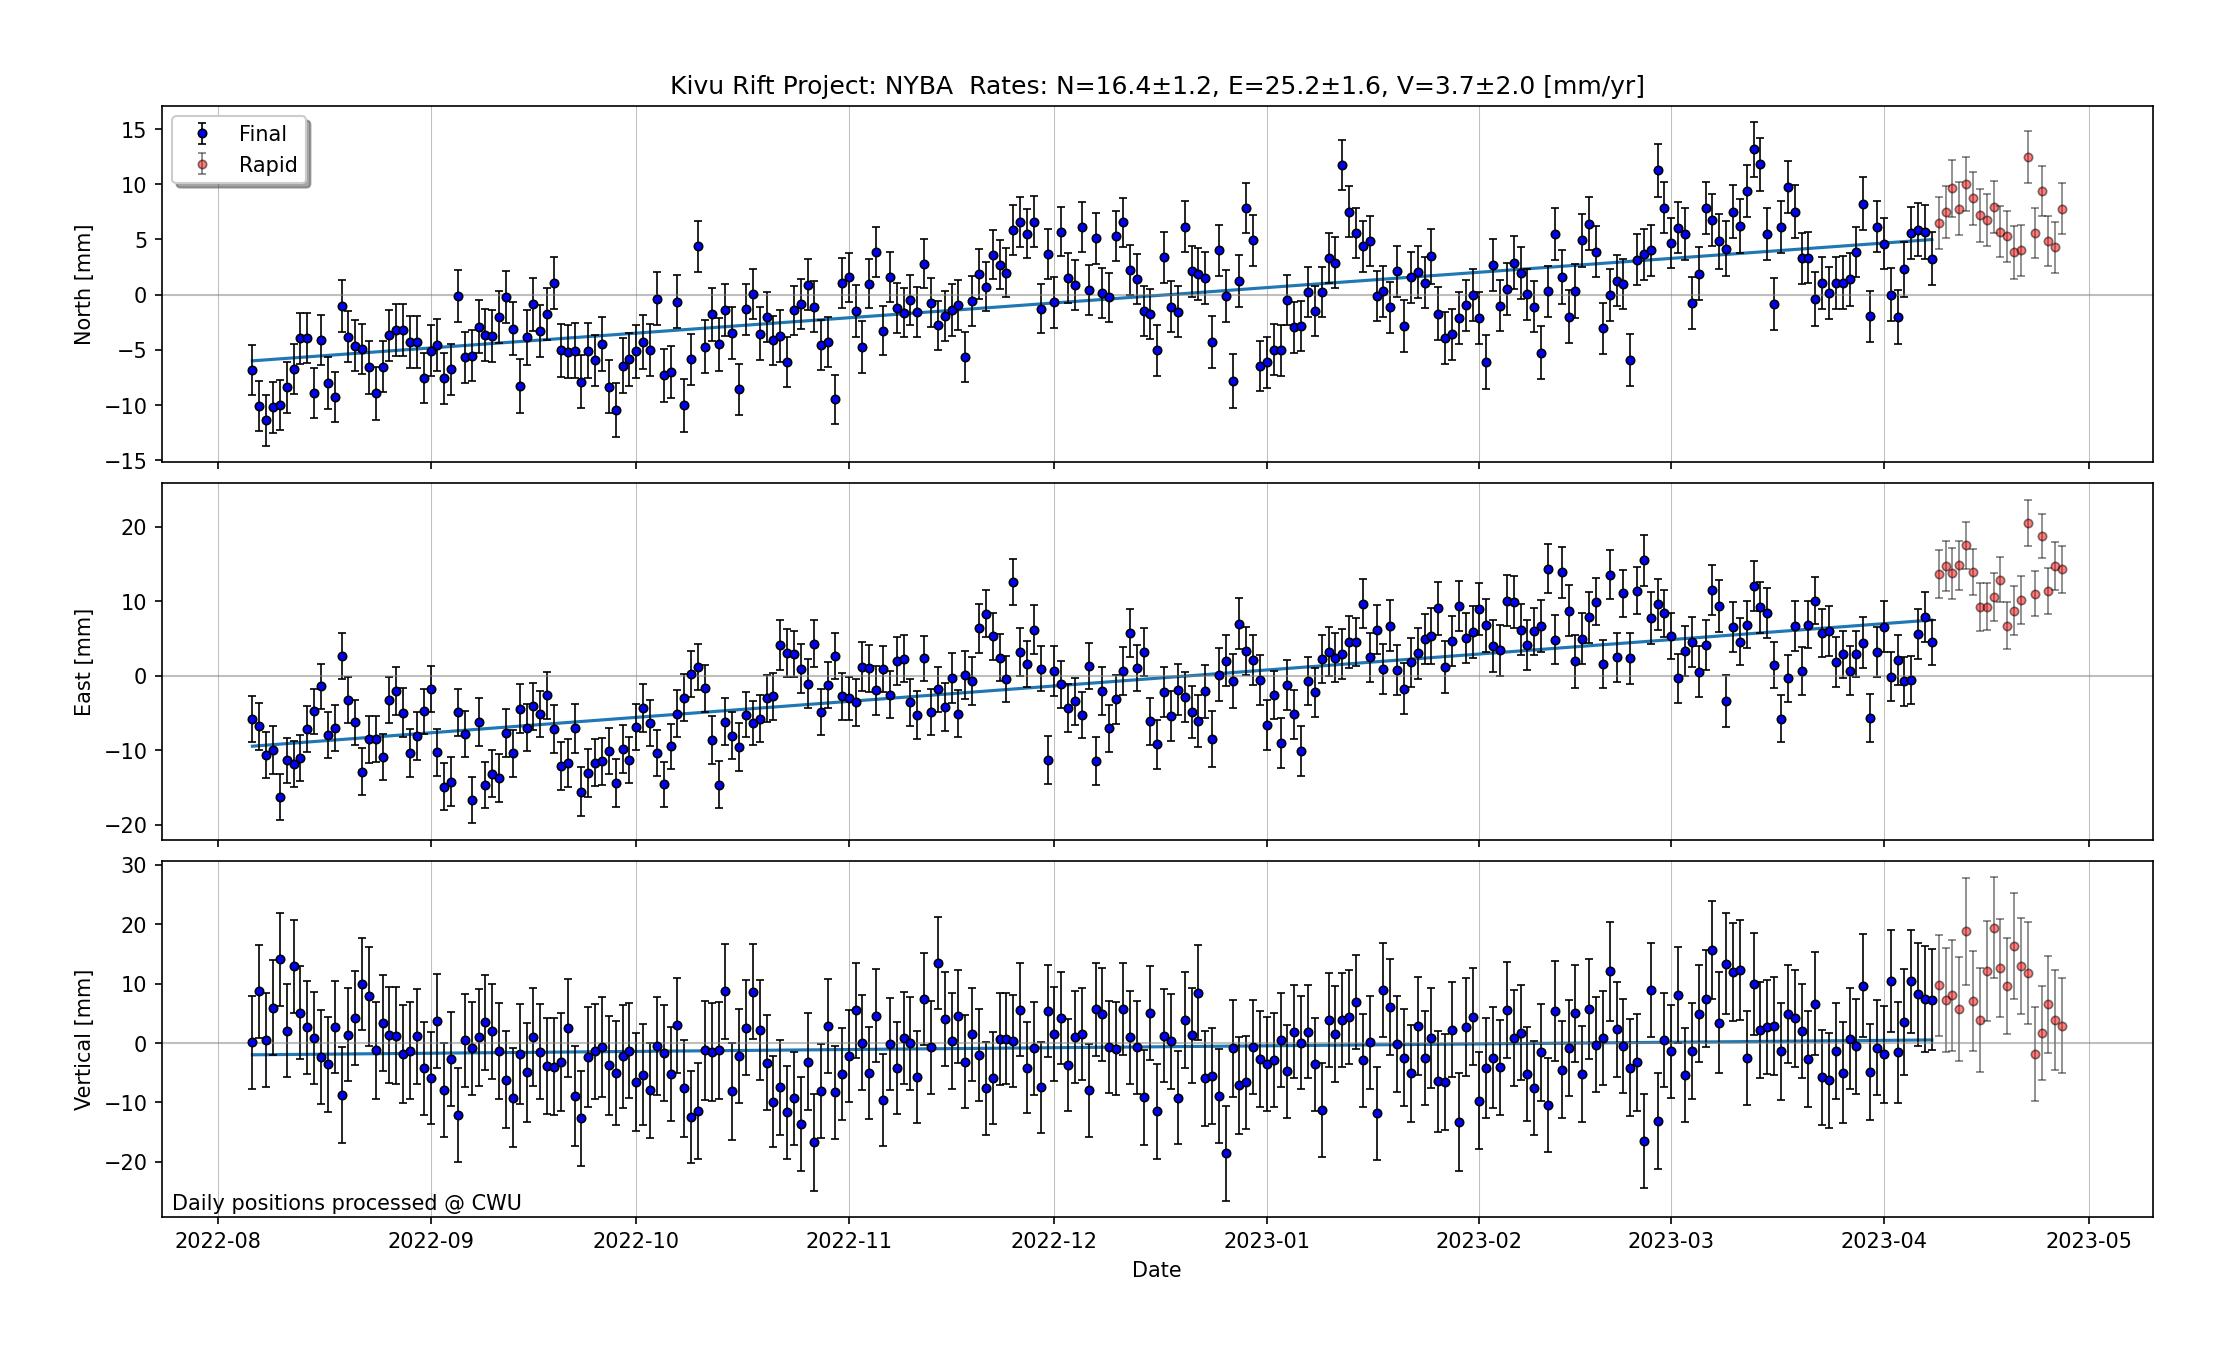 Kivu Rift Project: NYBA  Rates: N=16.4±1.2, E=25.2±1.6, V=3.7±2.0 [mm/yr]
Final
Rapid
North [mm]
15
10
5
0
−5
−10
−15
East [mm]
20
10
0
−10
−20
Vertical [mm]
30
20
10
0
−10
−20
Daily positions processed @ CWU
2022-08 2022-09 2022-10 2022-11 2022-12 2023-01 2023-02 2023-03 2023-04 2023-05
Date